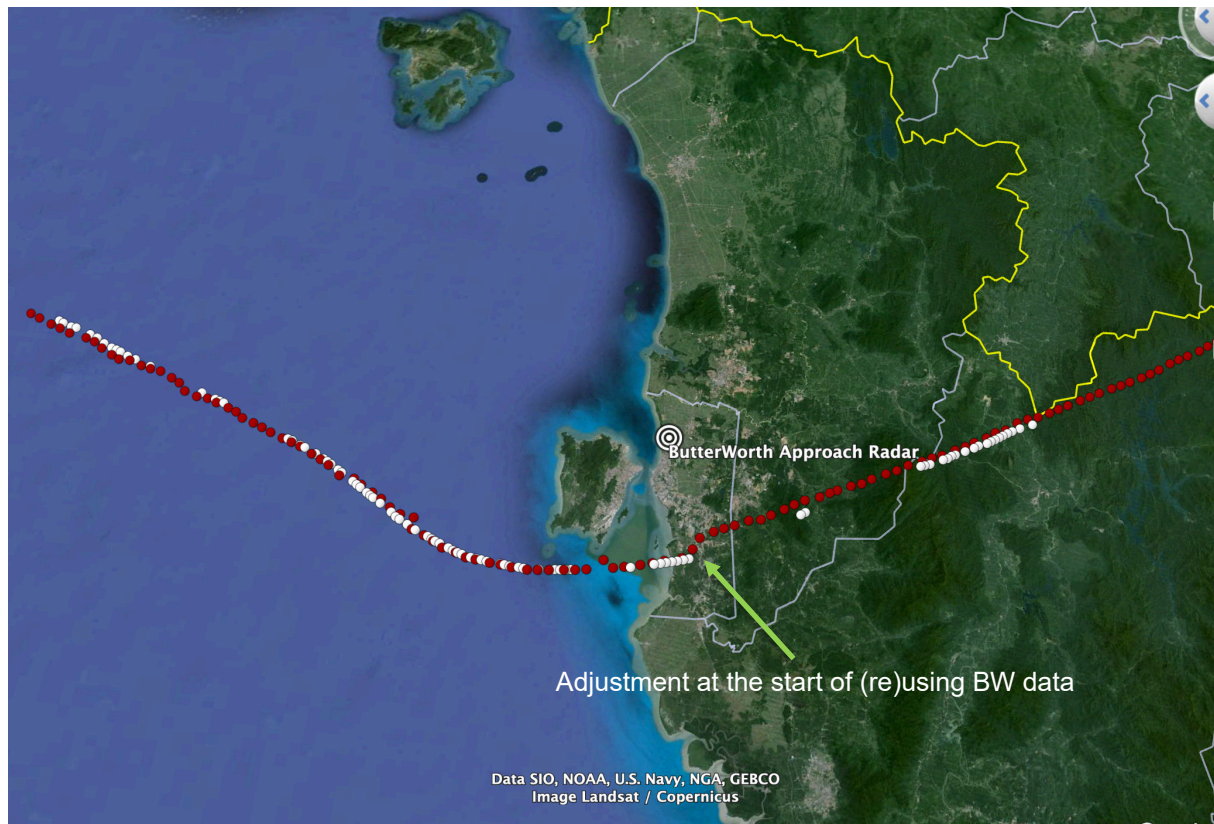 ButterWorth Approach Radar
Adjustment at the start of (re)using BW data
Data SIO, NOAA, U.S. Navy, NGA, GEBCO
Image Landsat / Copernicus